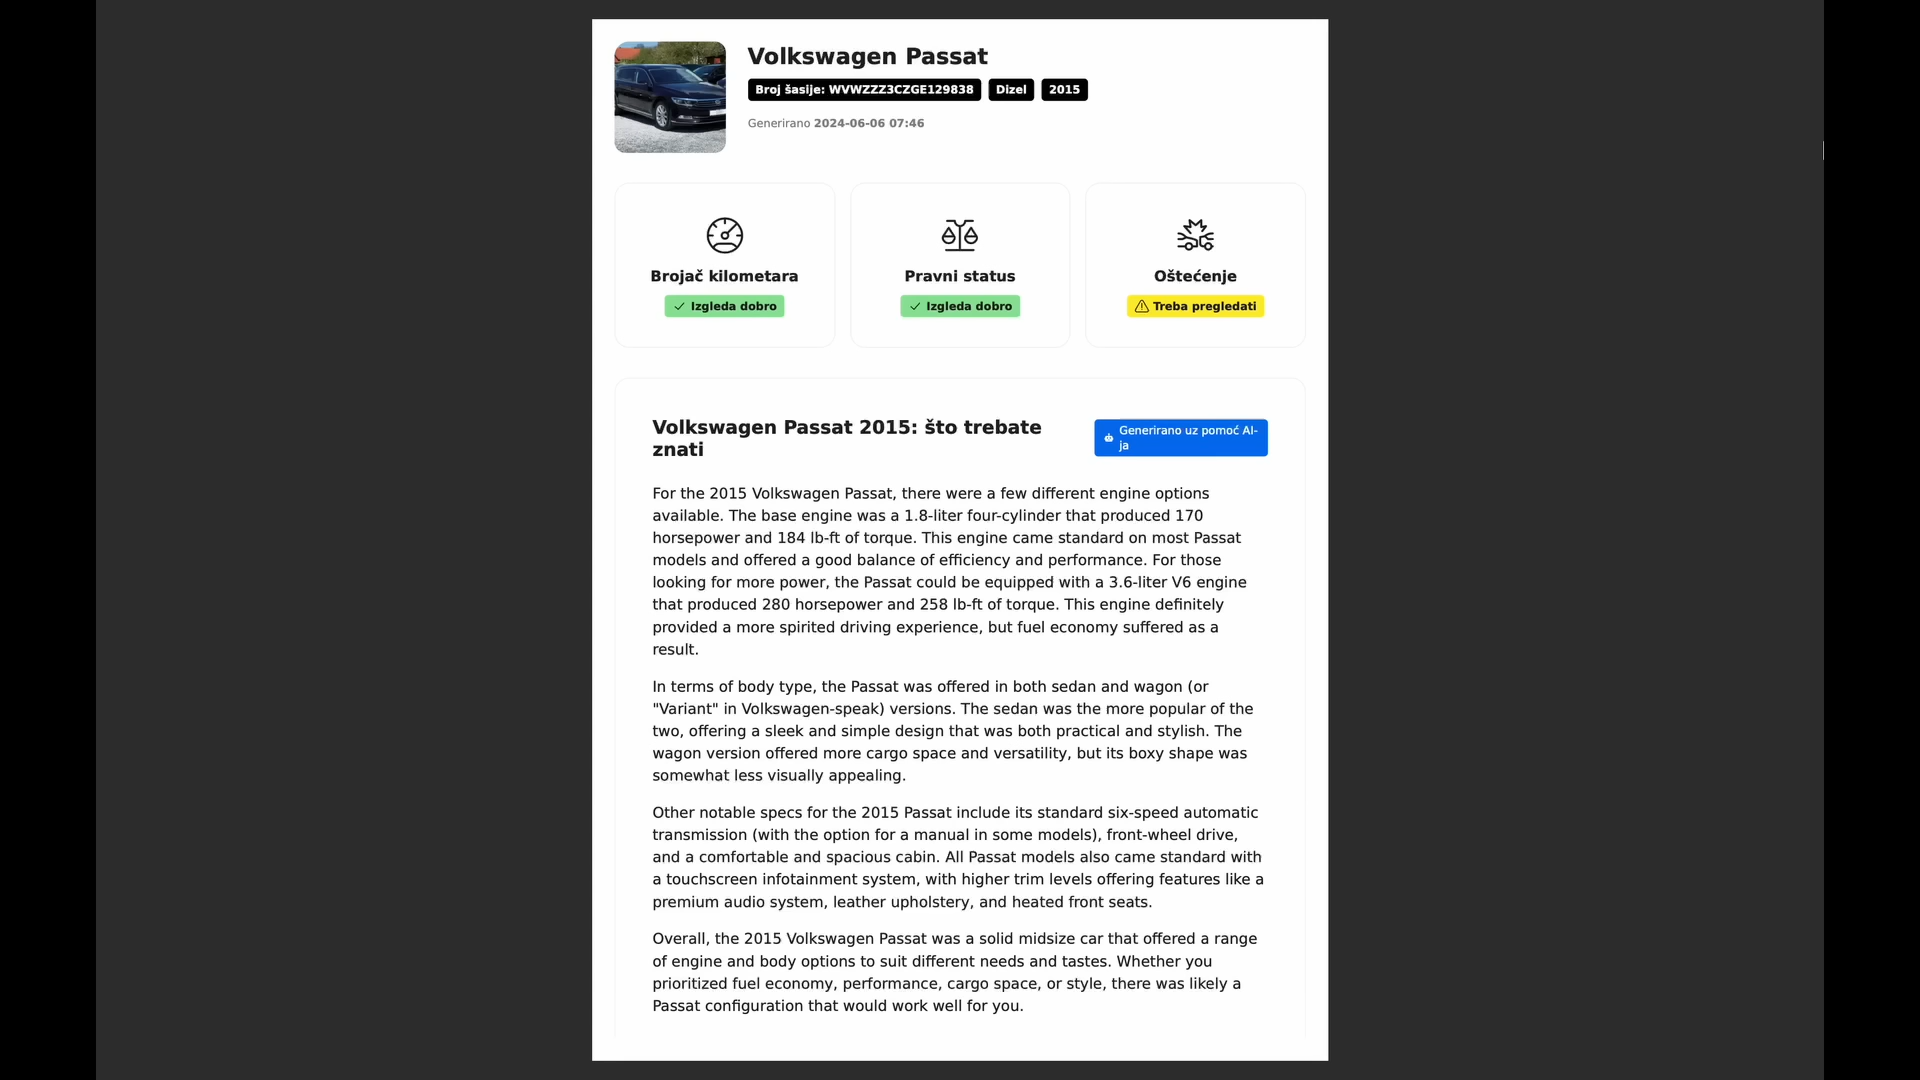 Volkswagen Passat
Broj šasije: WVWZZZ3CZGE129838
Dizel
2015
Generirano 2024-06-06 07:46
Brojač kilometara
Izgleda dobro
Pravni status
Izgleda dobro
Oštećenje
Treba pregledati
Volkswagen Passat 2015: što trebate
znati
Generirano uz pomoć AI-
ja
For the 2015 Volkswagen Passat, there were a few different engine options
available. The base engine was a 1.8-liter four-cylinder that produced 170
horsepower and 184 lb-ft of torque. This engine came standard on most Passat
models and offered a good balance of efficiency and performance. For those
looking for more power, the Passat could be equipped with a 3.6-liter V6 engine
that produced 280 horsepower and 258 lb-ft of torque. This engine definitely
provided a more spirited driving experience, but fuel economy suffered as a
result.
In terms of body type, the Passat was offered in both sedan and wagon (or
"Variant" in Volkswagen-speak) versions. The sedan was the more popular of the
two, offering a sleek and simple design that was both practical and stylish. The
wagon version offered more cargo space and versatility, but its boxy shape was
somewhat less visually appealing.
Other notable specs for the 2015 Passat include its standard six-speed automatic
transmission (with the option for a manual in some models), front-wheel drive,
and a comfortable and spacious cabin. All Passat models also came standard with
a touchscreen infotainment system, with higher trim levels offering features like a
premium audio system, leather upholstery, and heated front seats.
Overall, the 2015 Volkswagen Passat was a solid midsize car that offered a range
of engine and body options to suit different needs and tastes. Whether you
prioritized fuel economy, performance, cargo space, or style, there was likely a
Passat configuration that would work well for you.